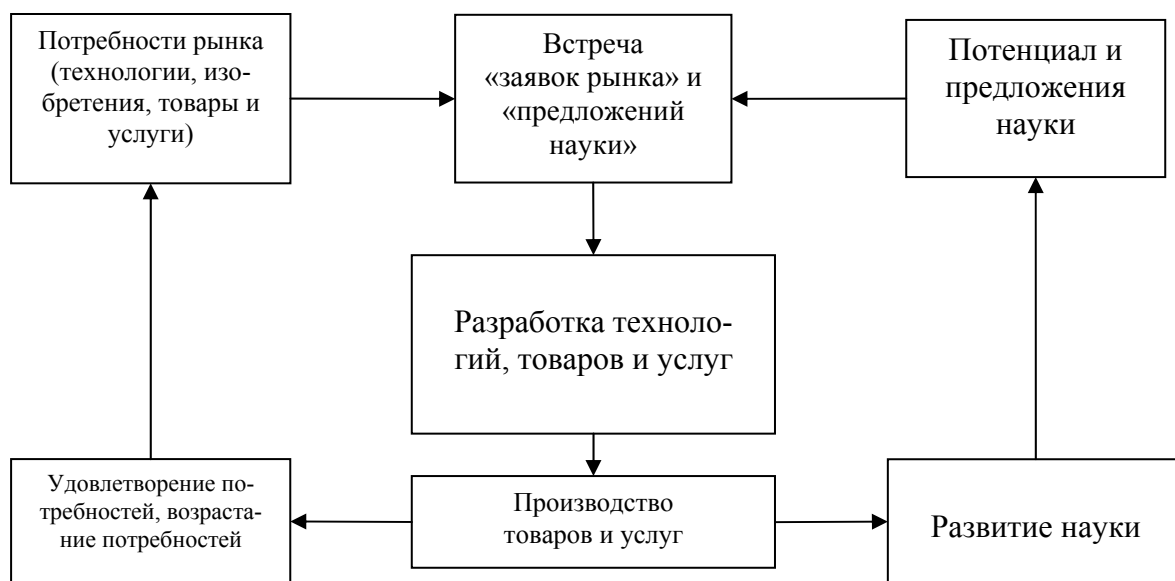 Потребности рынка
(технологии, изо-
бретения, товары и
услуги)
Встреча
«заявок рынка» и
«предложений
науки»
Потенциал и
предложения
науки
Разработка техноло-
гий, товаров и услуг
Удовлетворение по-
требностей, возраста-
ние потребностей
Производство
товаров и услуг
Развитие науки